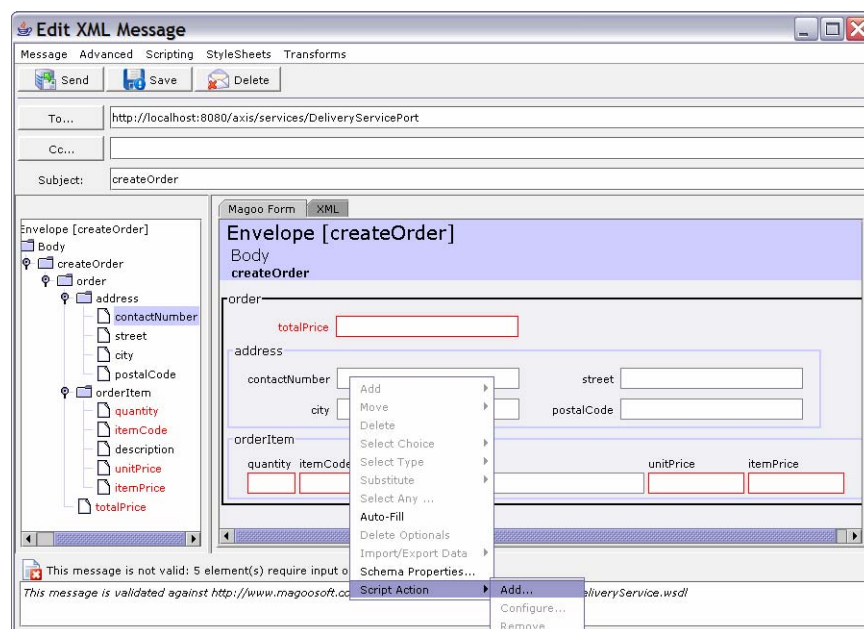 Edit XML Message
Message Advanced Scripting StyleSheets Transforms
Send Save Delete
To... http://localhost:8080/axis/services/DeliveryServicePort
Cc...
Subject: createOrder
Magoo Form XML
Envelope [createOrder]
Body
createOrder
order
address
contactNumber
street
city
postalCode
orderItem
quantity
itemCode
description
unitPrice
itemPrice
totalPrice
Envelope [createOrder]
Body
createOrder
order
totalPrice
address
contactNumber street
city postalCode
orderItem
quantity itemCode unitPrice itemPrice
Add
Move
Delete
Select Choice
Select Type
Substitute
Select Any ...
Auto-Fill
Delete Optionals
Import/Export Data
Schema Properties...
Script Action
Add...
Configure...
Remove
This message is not valid: 5 element(s) require input o
This message is validated against http://www.magoosoft.co eliveryService.wsdl